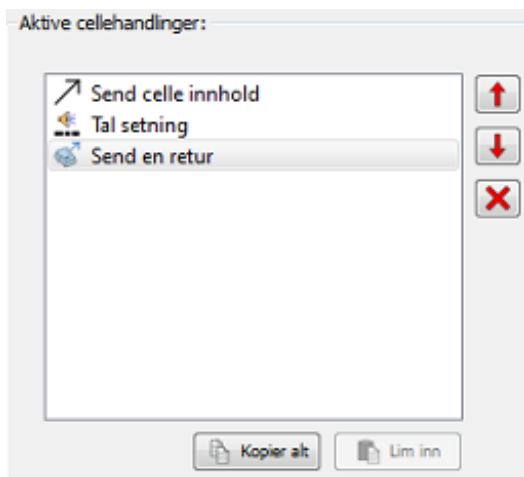 Aktive cellehandlinger:
Send celle innhold
Tal setning
Send en retur
Kopier alt
Lim inn